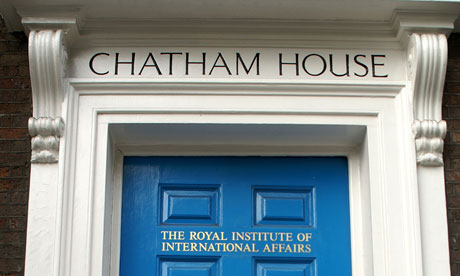 CHATHAM HOUSE
THE ROYAL INSTITUTE OF
INTERNATIONAL AFFAIRS